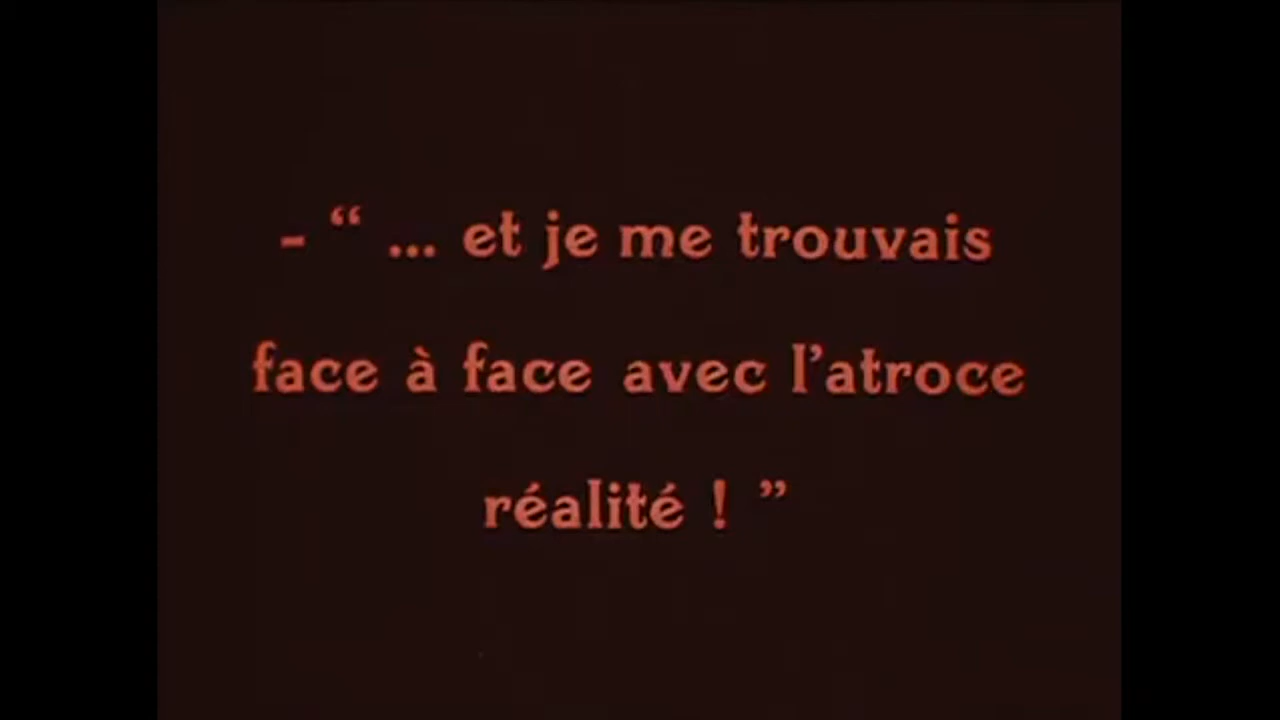 - “ ... et je me trouvais
face à face avec l’atroce
réalité ! ”